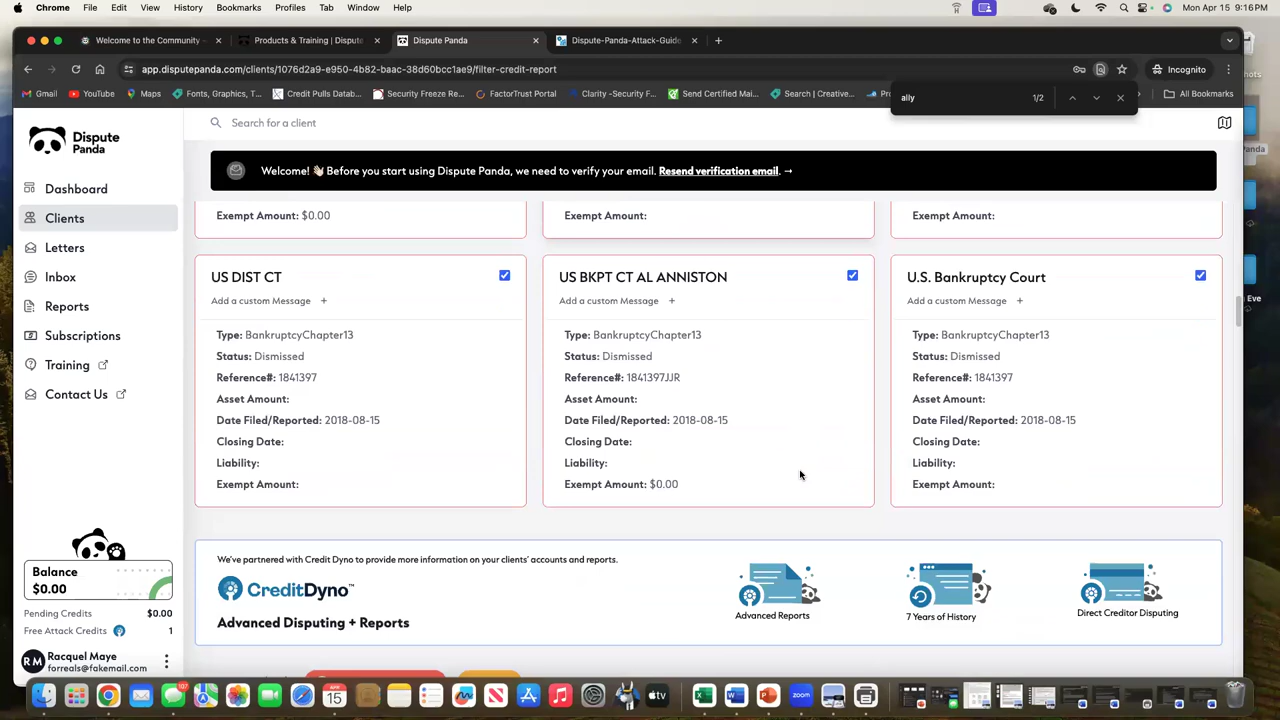 Chrome File Edit View History Bookmarks Profiles Tab Window Help Mon Apr 15 9:16 PM
Welcome to the Community - Products & Training | Dispute Dispute Panda Dispute-Panda-Attack-Guide
app.disputepanda.com/clients/1076d2a9-e950-4b82-baac-38d60bcc1ae9/filter-credit-report Incognito
Gmail YouTube Maps Fonts, Graphics, T... Credit Pulls Datab... Security Freeze Re... FactorTrust Portal Clarity -Security F... Send Certified Mai... Search | Creative... All Bookmarks
ally 1/2
Dispute Panda
Search for a client
Welcome! 👋🏻 Before you start using Dispute Panda, we need to verify your email. Resend verification email. →
Dashboard
Clients
Letters
Inbox
Reports
Subscriptions
Training
Contact Us
Balance
$0.00
Pending Credits $0.00
Free Attack Credits 1
RM Racquel Maye
forreals@fakemail.com
Exempt Amount: $0.00
Exempt Amount:
Exempt Amount:
US DIST CT
Add a custom Message +
Type: BankruptcyChapter13
Status: Dismissed
Reference#: 1841397
Asset Amount:
Date Filed/Reported: 2018-08-15
Closing Date:
Liability:
Exempt Amount:
US BKPT CT AL ANNISTON
Add a custom Message +
Type: BankruptcyChapter13
Status: Dismissed
Reference#: 1841397JJR
Asset Amount:
Date Filed/Reported: 2018-08-15
Closing Date:
Liability:
Exempt Amount: $0.00
U.S. Bankruptcy Court
Add a custom Message +
Type: BankruptcyChapter13
Status: Dismissed
Reference#: 1841397
Asset Amount:
Date Filed/Reported: 2018-08-15
Closing Date:
Liability:
Exempt Amount:
We've partnered with Credit Dyno to provide more information on your clients' accounts and reports.
CreditDyno™
Advanced Disputing + Reports
Advanced Reports
7 Years of History
Direct Creditor Disputing